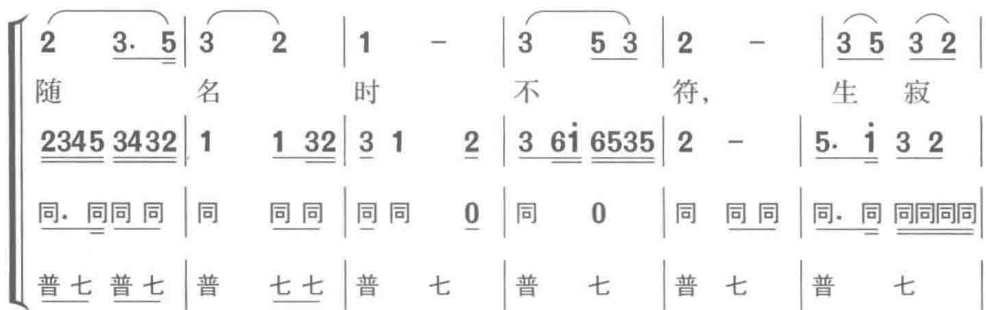 2 3. 5 | 3 2 | 1 - | 3 5 3 | 2 - | 3 5 3 2 |
随 名 时 不 符, 生 寂
2345 3432 | 1 1 32 | 3 1 2 | 3 6i̇ 6535 | 2 - | 5. i̇ 3 2 |
同. 同同 同 | 同 同 同 | 同 同 0 | 同 0 | 同 同 同 | 同. 同 同同同同 |
普 七 普 七 | 普 七 七 | 普 七 | 普 七 | 普 七 | 普 七 |